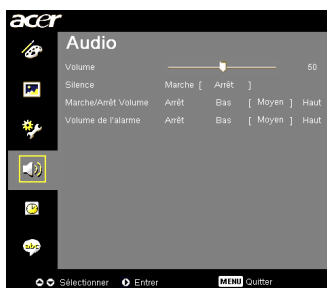 acer
Audio
Volume 50
Silence Marche [ Arrêt ]
Marche/Arrêt Volume Arrêt Bas [ Moyen ] Haut
Volume de l'alarme Arrêt Bas [ Moyen ] Haut
abc
Sélectionner Entrer MENU Quitter